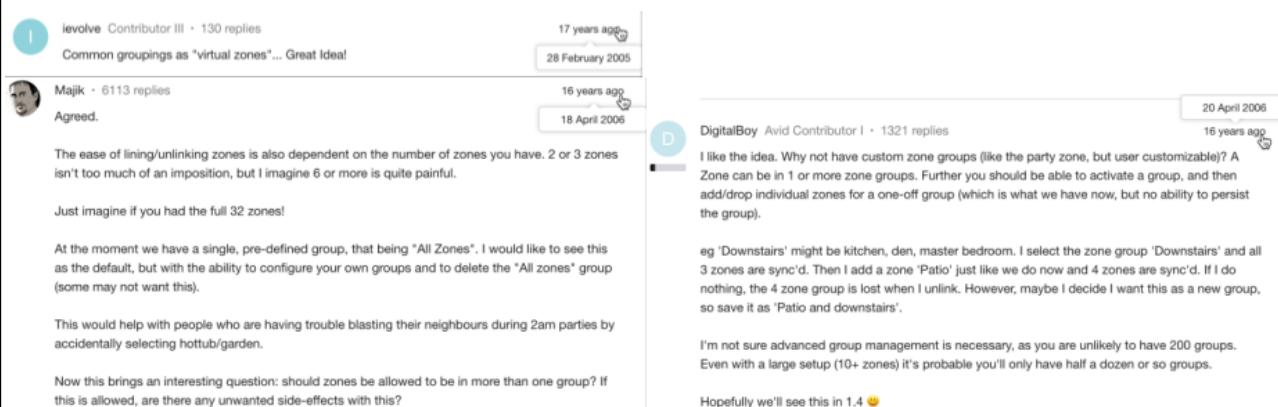 I
ievolve Contributor III • 130 replies
17 years ago
Common groupings as "virtual zones"... Great Idea!
28 February 2005
Majik • 6113 replies
16 years ago
Agreed.
18 April 2006
The ease of lining/unlinking zones is also dependent on the number of zones you have. 2 or 3 zones
isn't too much of an imposition, but I imagine 6 or more is quite painful.
Just imagine if you had the full 32 zones!
At the moment we have a single, pre-defined group, that being "All Zones". I would like to see this
as the default, but with the ability to configure your own groups and to delete the "All zones" group
(some may not want this).
This would help with people who are having trouble blasting their neighbours during 2am parties by
accidentally selecting hottub/garden.
Now this brings an interesting question: should zones be allowed to be in more than one group? If
this is allowed, are there any unwanted side-effects with this?
20 April 2006
D
DigitalBoy Avid Contributor I • 1321 replies
16 years ago
I like the idea. Why not have custom zone groups (like the party zone, but user customizable)? A
Zone can be in 1 or more zone groups. Further you should be able to activate a group, and then
add/drop individual zones for a one-off group (which is what we have now, but no ability to persist
the group).
eg 'Downstairs' might be kitchen, den, master bedroom. I select the zone group 'Downstairs' and all
3 zones are sync'd. Then I add a zone 'Patio' just like we do now and 4 zones are sync'd. If I do
nothing, the 4 zone group is lost when I unlink. However, maybe I decide I want this as a new group,
so save it as 'Patio and downstairs'.
I'm not sure advanced group management is necessary, as you are unlikely to have 200 groups.
Even with a large setup (10+ zones) it's probable you'll only have half a dozen or so groups.
Hopefully we'll see this in 1.4 😀